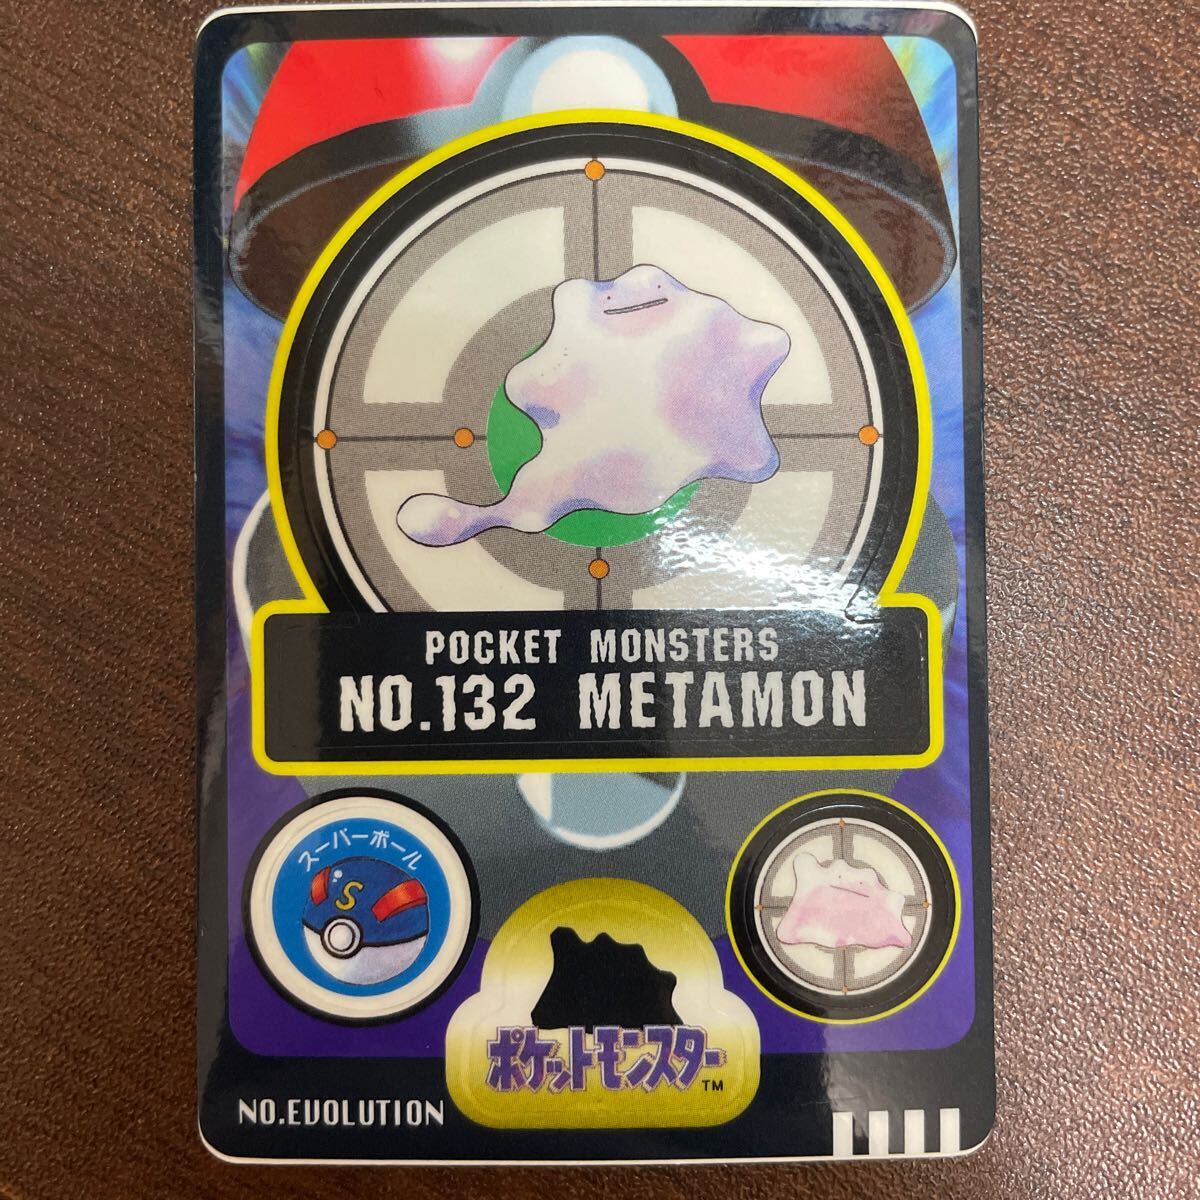 POCKET MONSTERS
NO.132 METAMON
スーパーボール
S
ポケットモンスター
TM
NO.EVOLUTION